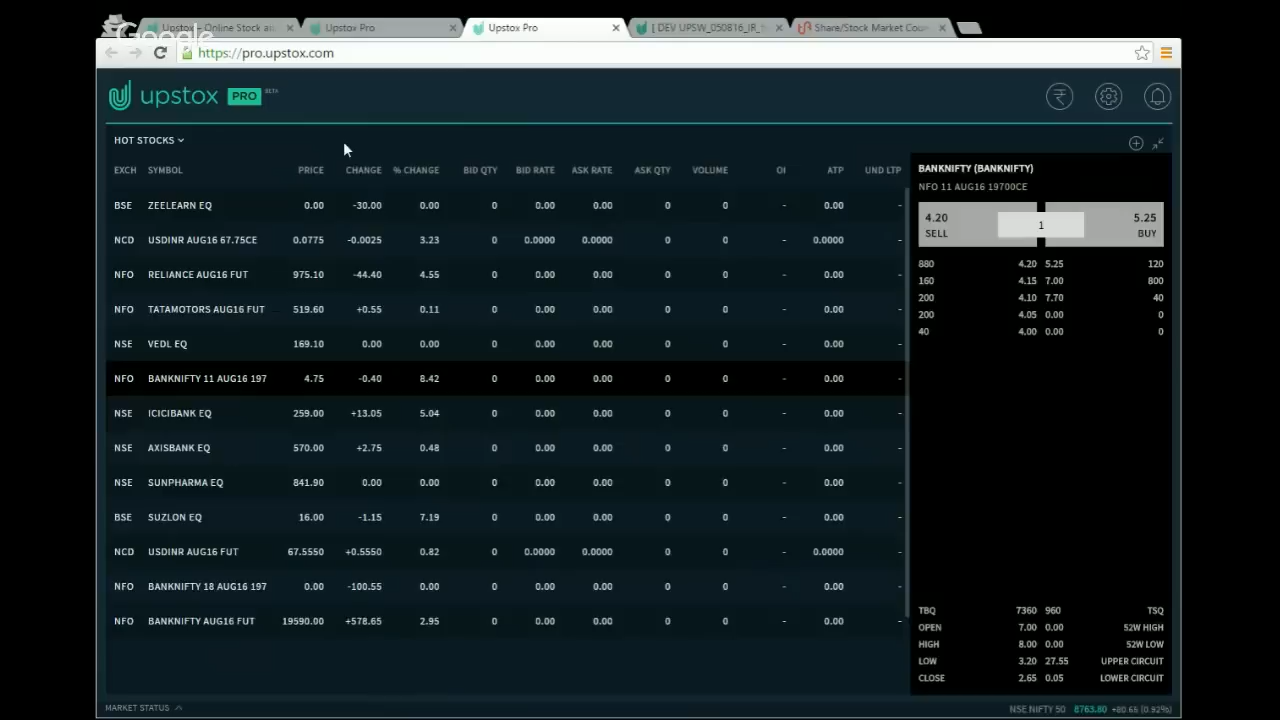 Google
Upstox - Online Stock a
Upstox Pro
Upstox Pro
[ DEV UPSW_050816_IR_
Share/Stock Market Cou
https://pro.upstox.com
upstox PRO BETA
HOT STOCKS
EXCH SYMBOL PRICE CHANGE % CHANGE BID QTY BID RATE ASK RATE ASK QTY VOLUME OI ATP UND LTP
BSE ZEELEARN EQ 0.00 -30.00 0.00 0 0.00 0.00 0 0 - 0.00 -
NCD USDINR AUG16 67.75CE 0.0775 -0.0025 3.23 0 0.0000 0.0000 0 0 - 0.0000 -
NFO RELIANCE AUG16 FUT 975.10 -44.40 4.55 0 0.00 0.00 0 0 - 0.00 -
NFO TATAMOTORS AUG16 FUT 519.60 +0.55 0.11 0 0.00 0.00 0 0 - 0.00 -
NSE VEDL EQ 169.10 0.00 0.00 0 0.00 0.00 0 0 - 0.00 -
NFO BANKNIFTY 11 AUG16 197 4.75 -0.40 8.42 0 0.00 0.00 0 0 - 0.00 -
NSE ICICIBANK EQ 259.00 +13.05 5.04 0 0.00 0.00 0 0 - 0.00 -
NSE AXISBANK EQ 570.00 +2.75 0.48 0 0.00 0.00 0 0 - 0.00 -
NSE SUNPHARMA EQ 841.90 0.00 0.00 0 0.00 0.00 0 0 - 0.00 -
BSE SUZLON EQ 16.00 -1.15 7.19 0 0.00 0.00 0 0 - 0.00 -
NCD USDINR AUG16 FUT 67.5550 +0.5550 0.82 0 0.0000 0.0000 0 0 - 0.0000 -
NFO BANKNIFTY 18 AUG16 197 0.00 -100.55 0.00 0 0.00 0.00 0 0 - 0.00 -
NFO BANKNIFTY AUG16 FUT 19590.00 +578.65 2.95 0 0.00 0.00 0 0 - 0.00 -
BANKNIFTY (BANKNIFTY)
NFO 11 AUG16 19700CE
4.20 5.25
SELL 1 BUY
880 4.20 5.25 120
160 4.15 7.00 800
200 4.10 7.70 40
200 4.05 0.00 0
40 4.00 0.00 0
TBQ 7360 960 TSQ
OPEN 7.00 0.00 52W HIGH
HIGH 8.00 0.00 52W LOW
LOW 3.20 27.55 UPPER CIRCUIT
CLOSE 2.65 0.05 LOWER CIRCUIT
MARKET STATUS
NSE NIFTY 50 8763.80 +80.65 (0.92%)